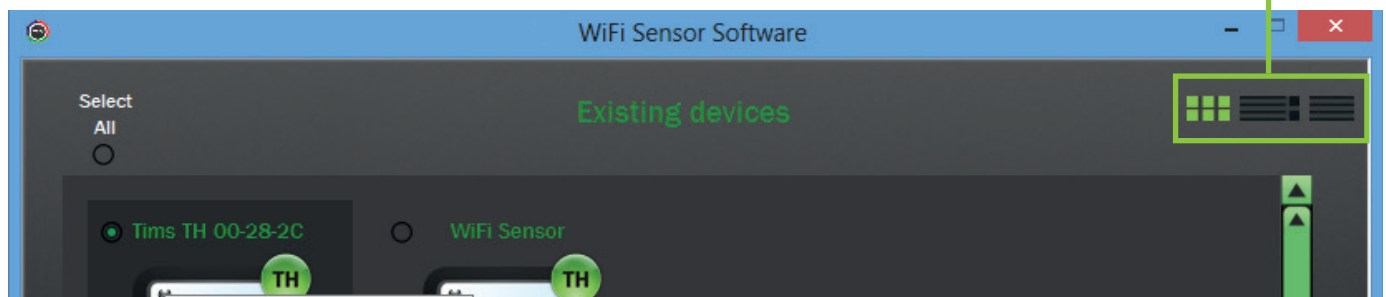 WiFi Sensor Software
Select
All
Existing devices
Tims TH 00-28-2C
WiFi Sensor
TH
TH